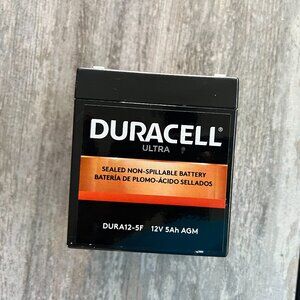 DURACELL®
ULTRA
SEALED NON-SPILLABLE BATTERY
BATERÍA DE PLOMO-ÁCIDO SELLADOS
DURA12-5F 12V 5Ah AGM